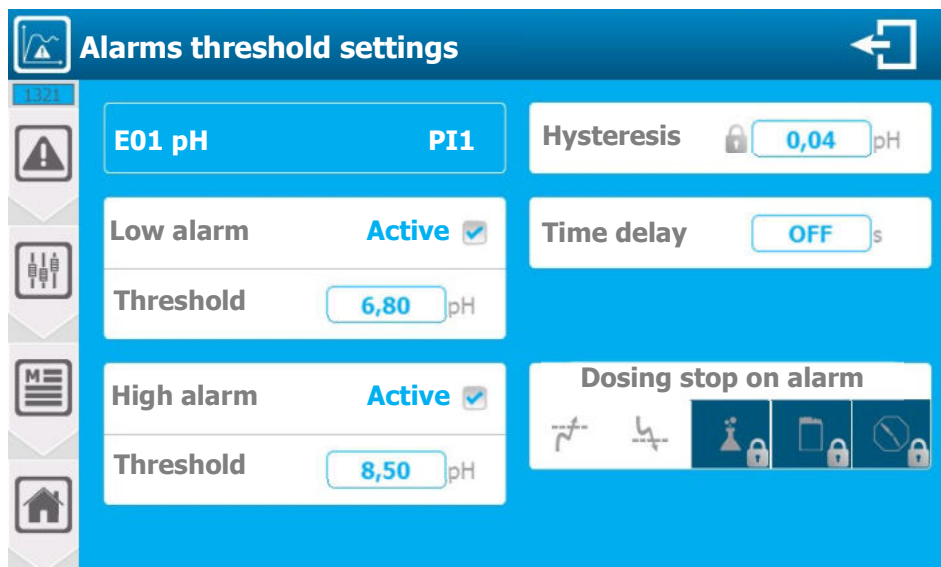 Alarms threshold settings
1321
E01 pH PI1
Hysteresis 0,04 pH
Low alarm Active
Time delay OFF s
Threshold 6,80 pH
High alarm Active
Dosing stop on alarm
Threshold 8,50 pH
M